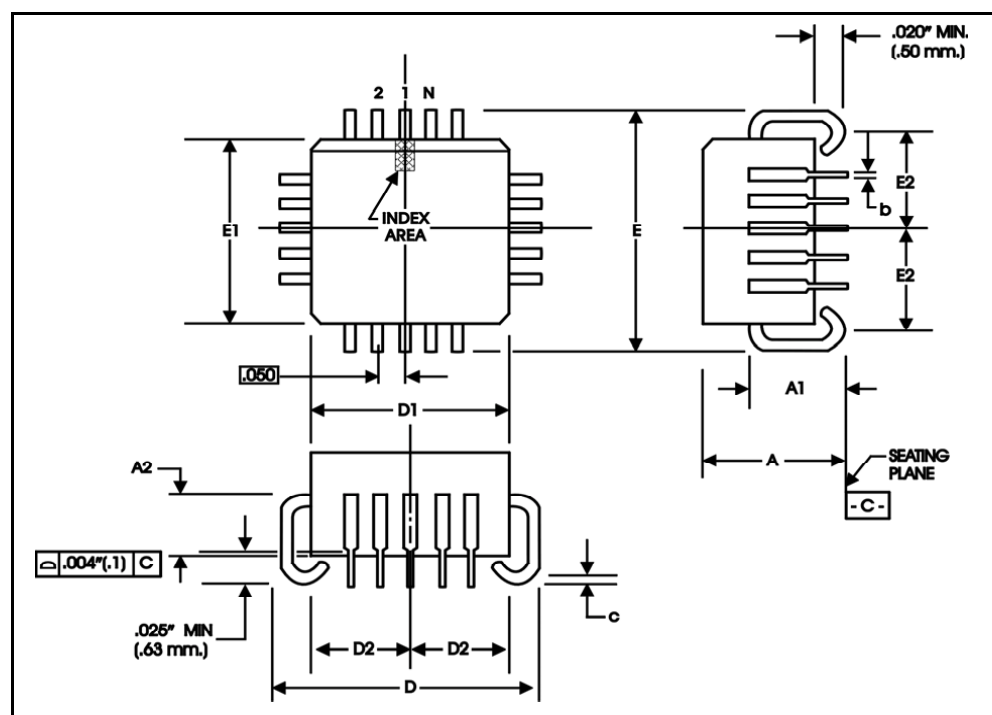 .020" MIN.
(.50 mm.)
2 1 N
E1
INDEX
AREA
E
E2
b
E2
.050
D1
A1
A
SEATING
PLANE
- C -
A2
.004"(.1) C
.025" MIN
(.63 mm.)
D2 D2
D
c